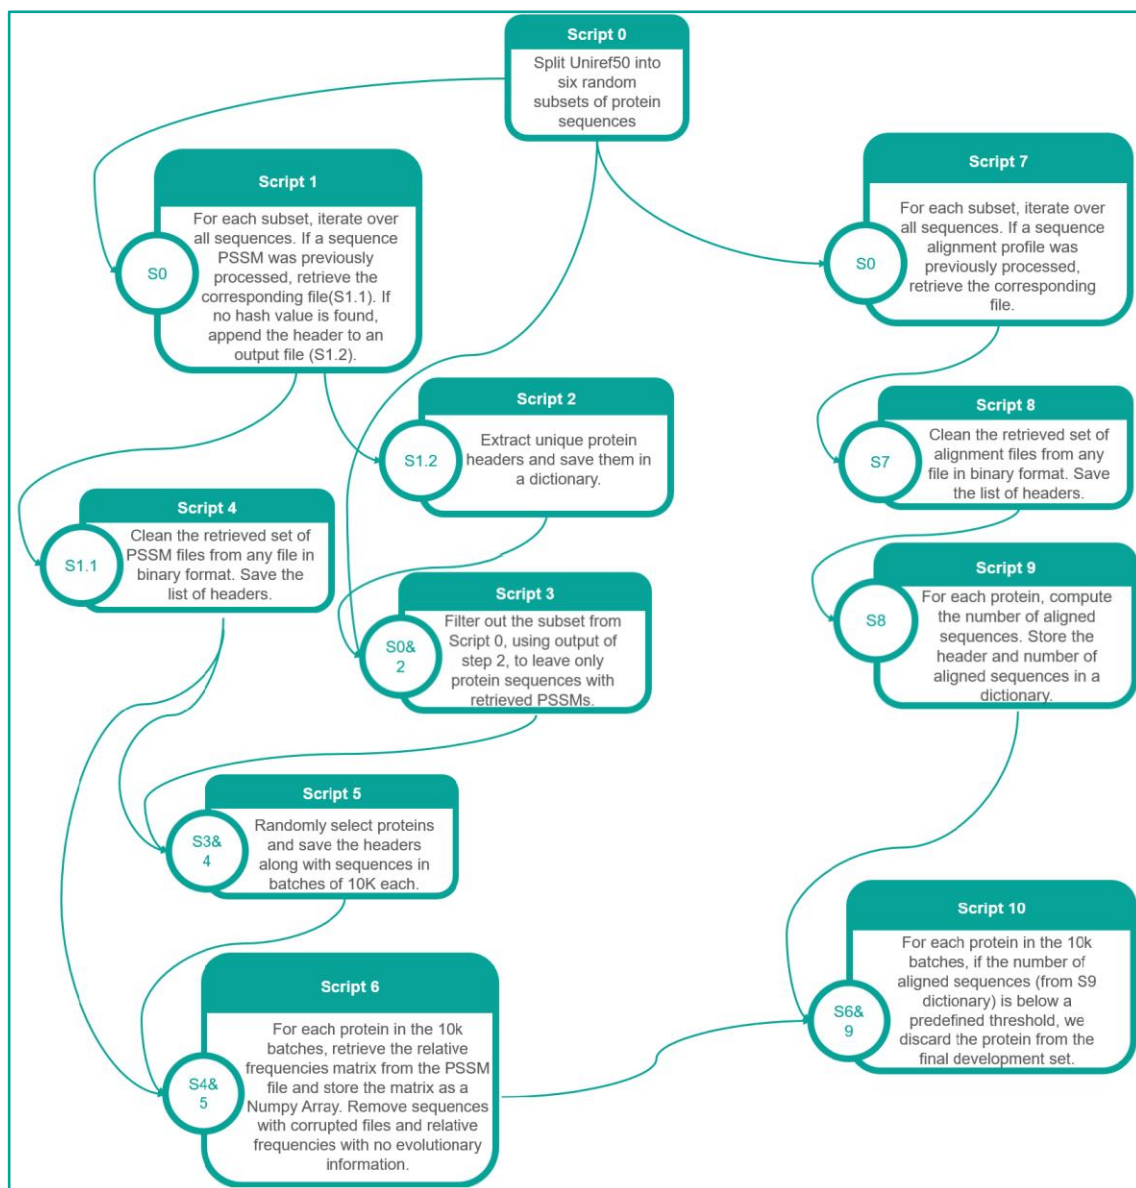 Script 0
Split Uniref50 into
six random
subsets of protein
sequences
Script 1
S0
For each subset, iterate over
all sequences. If a sequence
PSSM was previously
processed, retrieve the
corresponding file(S1.1). If
no hash value is found,
append the header to an
output file (S1.2).
Script 7
S0
For each subset, iterate over
all sequences. If a sequence
alignment profile was
previously processed,
retrieve the corresponding
file.
Script 2
S1.2
Extract unique protein
headers and save them in
a dictionary.
Script 8
S7
Clean the retrieved set of
alignment files from any
file in binary format. Save
the list of headers.
Script 4
S1.1
Clean the retrieved set of
PSSM files from any file in
binary format. Save the
list of headers.
Script 3
S0&
2
Filter out the subset from
Script 0, using output of
step 2, to leave only
protein sequences with
retrieved PSSMs.
Script 9
S8
For each protein, compute
the number of aligned
sequences. Store the
header and number of
aligned sequences in a
dictionary.
Script 5
S3&
4
Randomly select proteins
and save the headers
along with sequences in
batches of 10K each.
Script 6
S4&
5
For each protein in the 10k
batches, retrieve the relative
frequencies matrix from the PSSM
file and store the matrix as a
Numpy Array. Remove sequences
with corrupted files and relative
frequencies with no evolutionary
information.
Script 10
S6&
9
For each protein in the 10k
batches, if the number of
aligned sequences (from S9
dictionary) is below a
predefined threshold, we
discard the protein from the
final development set.